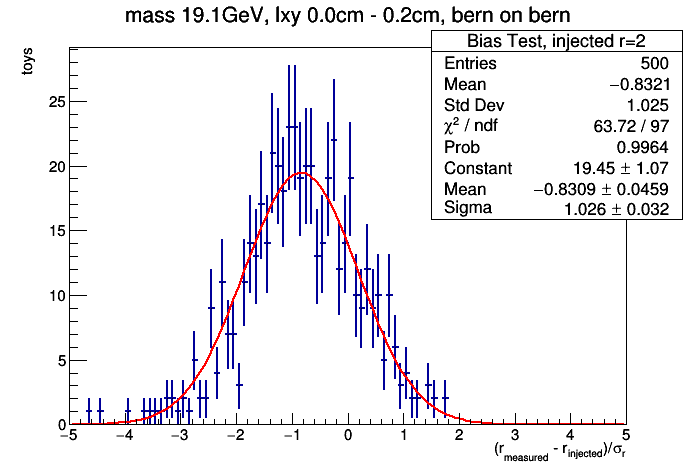 mass 19.1GeV, lxy 0.0cm - 0.2cm, bern on bern
Bias Test, injected r=2
Entries 500
Mean −0.8321
Std Dev 1.025
χ² / ndf 63.72 / 97
Prob 0.9964
Constant 19.45 ± 1.07
Mean −0.8309 ± 0.0459
Sigma 1.026 ± 0.032
toys
25
20
15
10
5
0
−5 −4 −3 −2 −1 0 1 2 3 4 5
(r_measured - r_injected)/σ_r